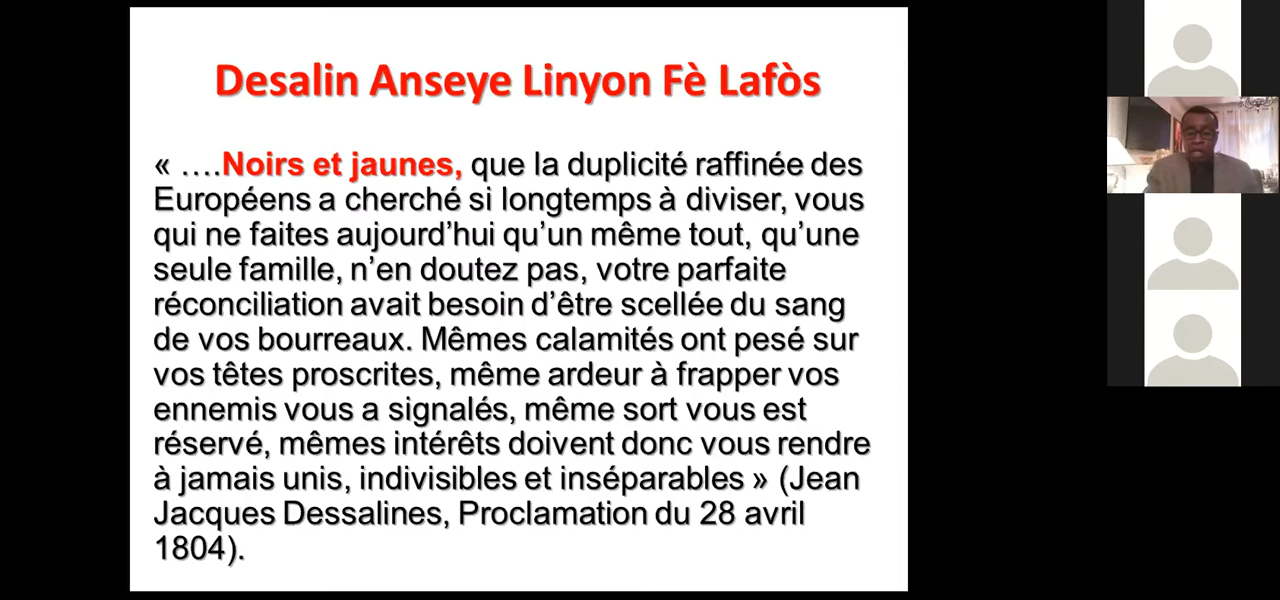 Desalin Anseye Linyon Fè Lafòs
« ….Noirs et jaunes, que la duplicité raffinée des
Européens a cherché si longtemps à diviser, vous
qui ne faites aujourd’hui qu’un même tout, qu’une
seule famille, n’en doutez pas, votre parfaite
réconciliation avait besoin d’être scellée du sang
de vos bourreaux. Mêmes calamités ont pesé sur
vos têtes proscrites, même ardeur à frapper vos
ennemis vous a signalés, même sort vous est
réservé, mêmes intérêts doivent donc vous rendre
à jamais unis, indivisibles et inséparables » (Jean
Jacques Dessalines, Proclamation du 28 avril
1804).